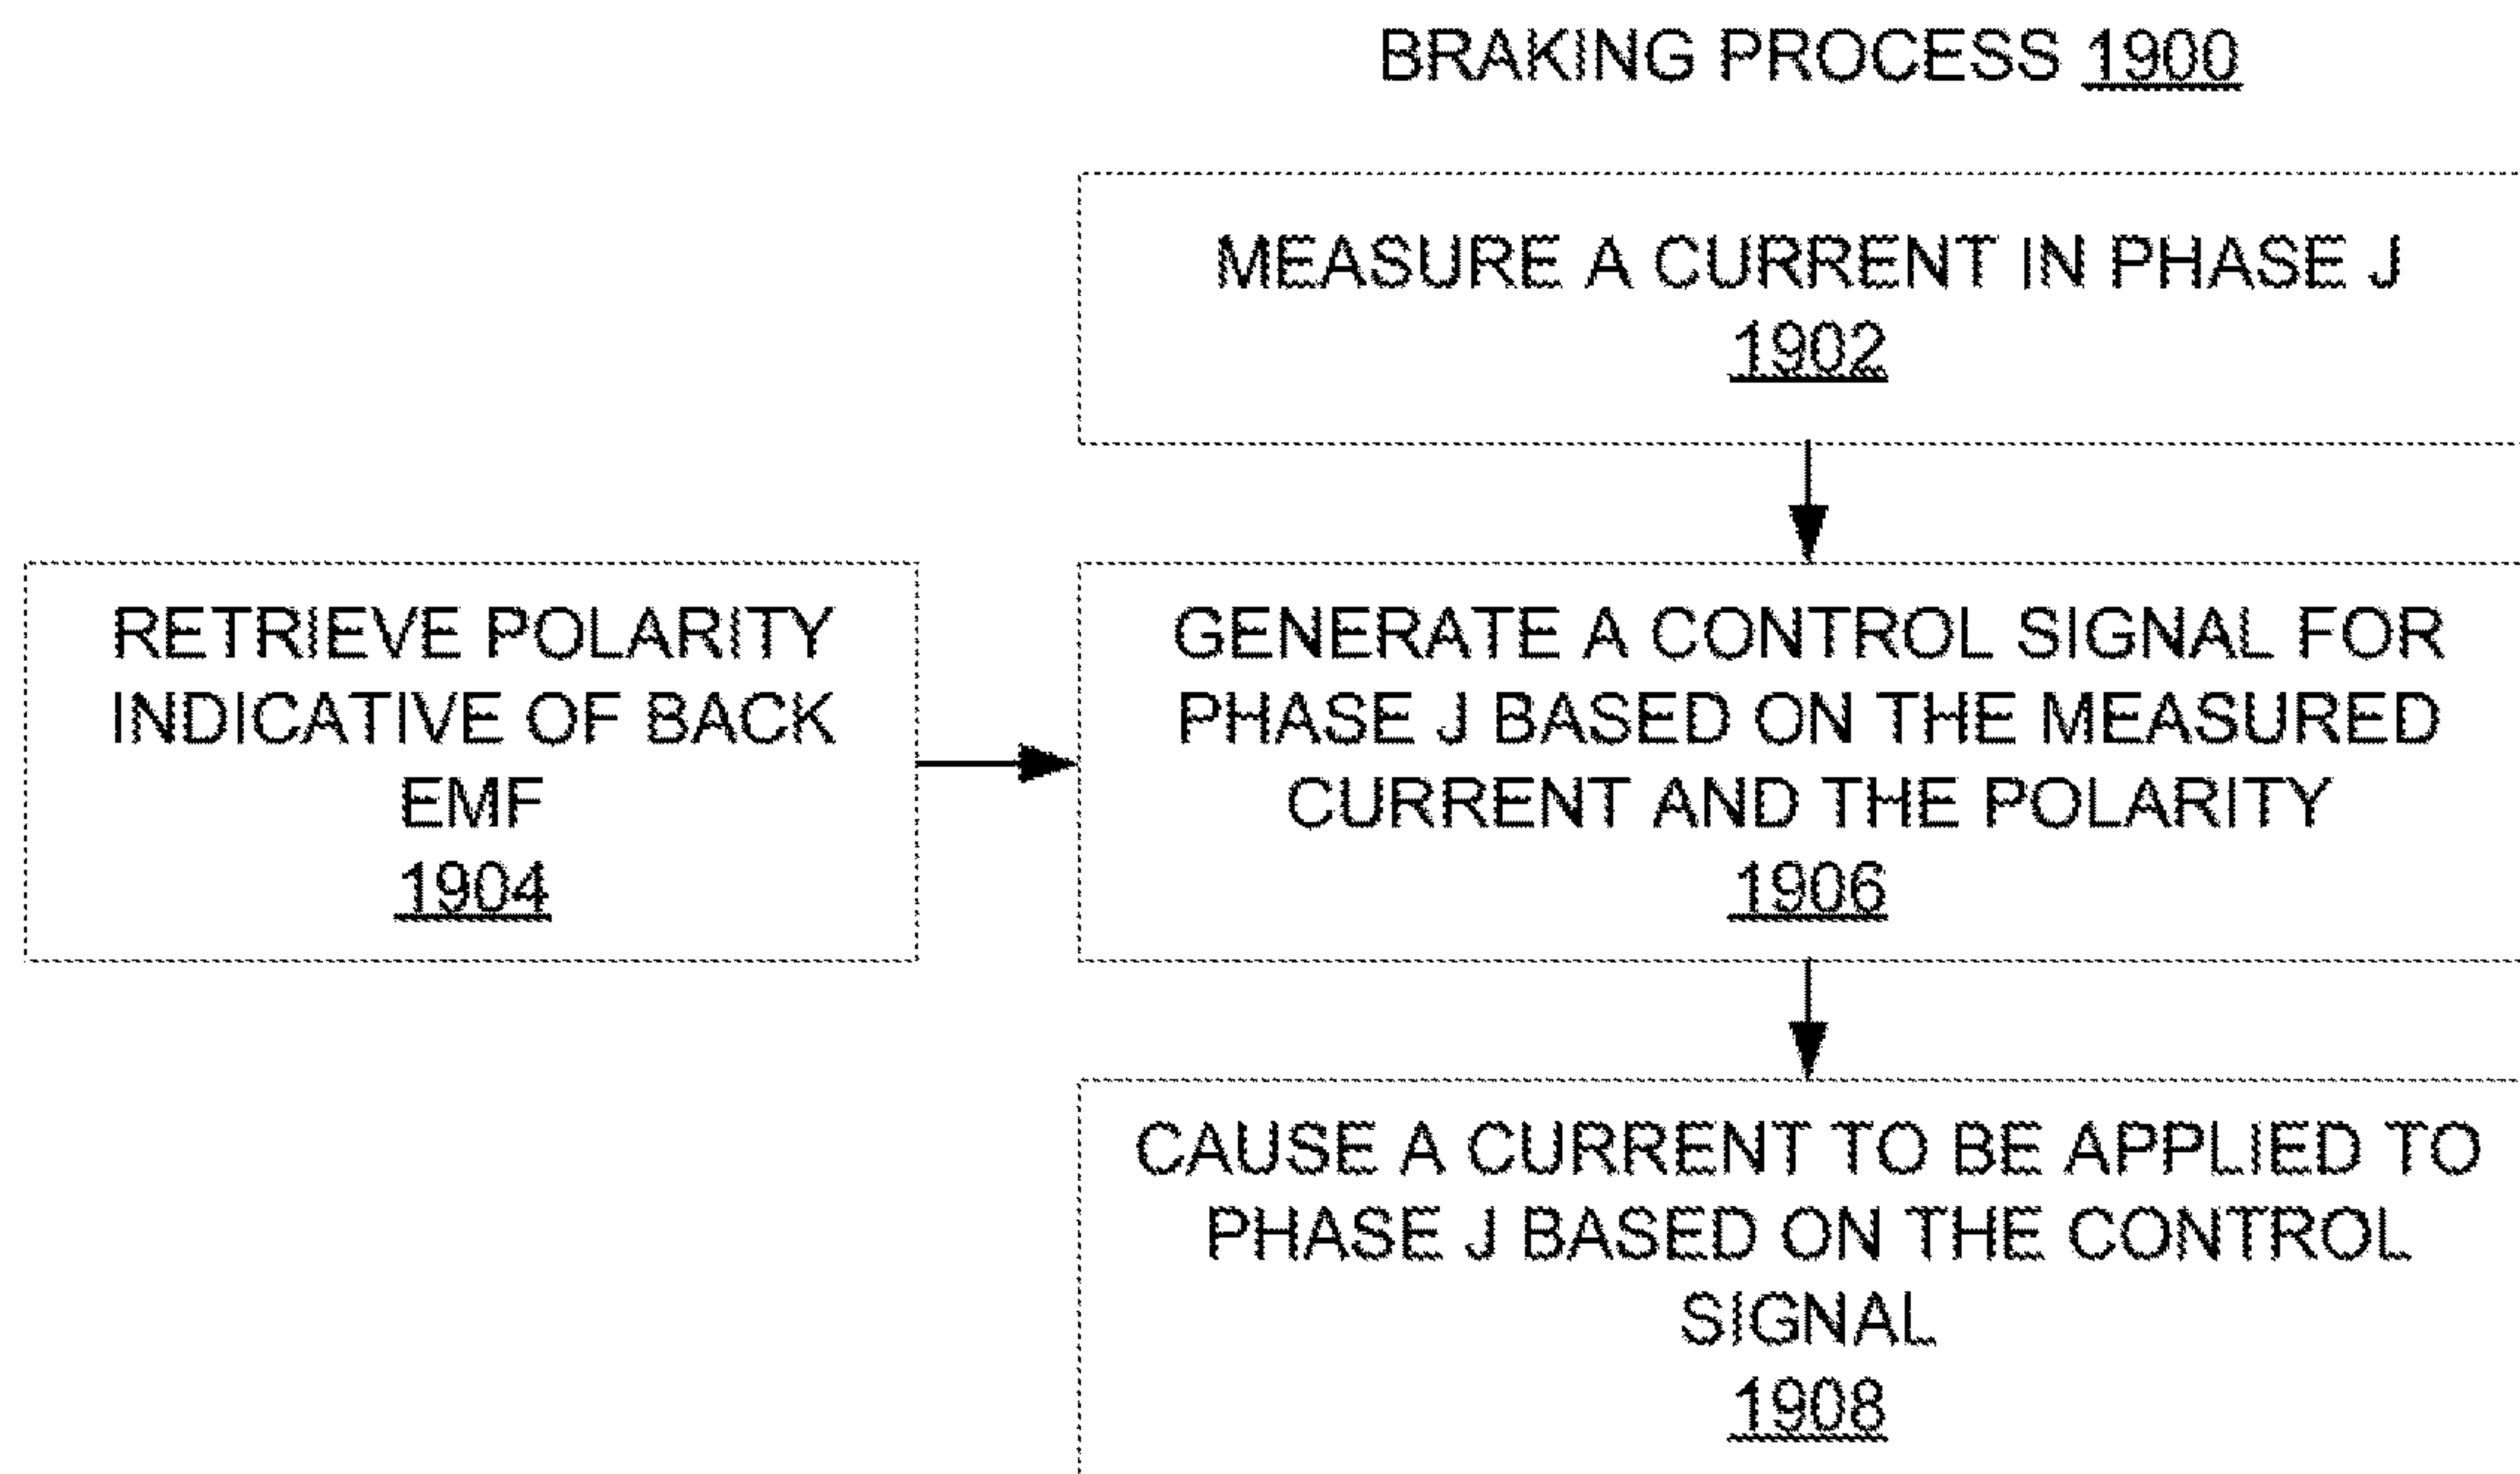 BRAKING PROCESS 1900
MEASURE A CURRENT IN PHASE J
1902
RETRIEVE POLARITY
INDICATIVE OF BACK
EMF
1904
GENERATE A CONTROL SIGNAL FOR
PHASE J BASED ON THE MEASURED
CURRENT AND THE POLARITY
1906
CAUSE A CURRENT TO BE APPLIED TO
PHASE J BASED ON THE CONTROL
SIGNAL
1908